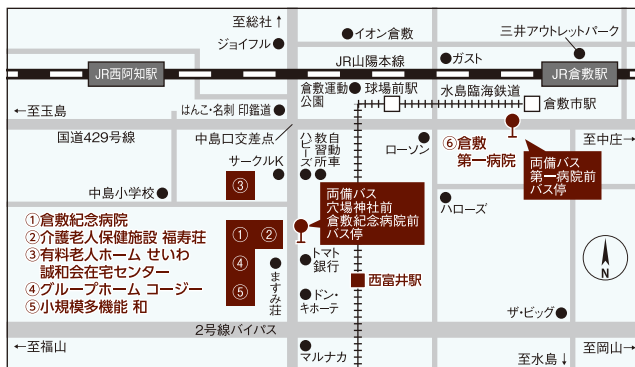 至総社↑
ジョイフル
イオン倉敷
三井アウトレットパーク
JR山陽本線
ガスト
JR西阿知駅
JR倉敷駅
倉敷運動
公園
球場前駅
水島臨海鉄道
倉敷市駅
←至玉島
はんこ・名刺 印鑑道
国道429号線
中島口交差点
ハピーズ
自動車
教習所
ローソン
⑥倉敷
第一病院
至中庄→
両備バス
第一病院前
バス停
サークルK
中島小学校
③
両備バス
穴場神社前
倉敷紀念病院前
バス停
ハローズ
①倉敷紀念病院
②介護老人保健施設 福寿荘
③有料老人ホーム せいわ
誠和会在宅センター
④グループホーム コージー
⑤小規模多機能 和
① ②
④
⑤
ますみ荘
トマト
銀行
西富井駅
N
ドン・
キホーテ
ザ・ビッグ
2号線バイパス
←至福山
マルナカ
至水島↓
至岡山→